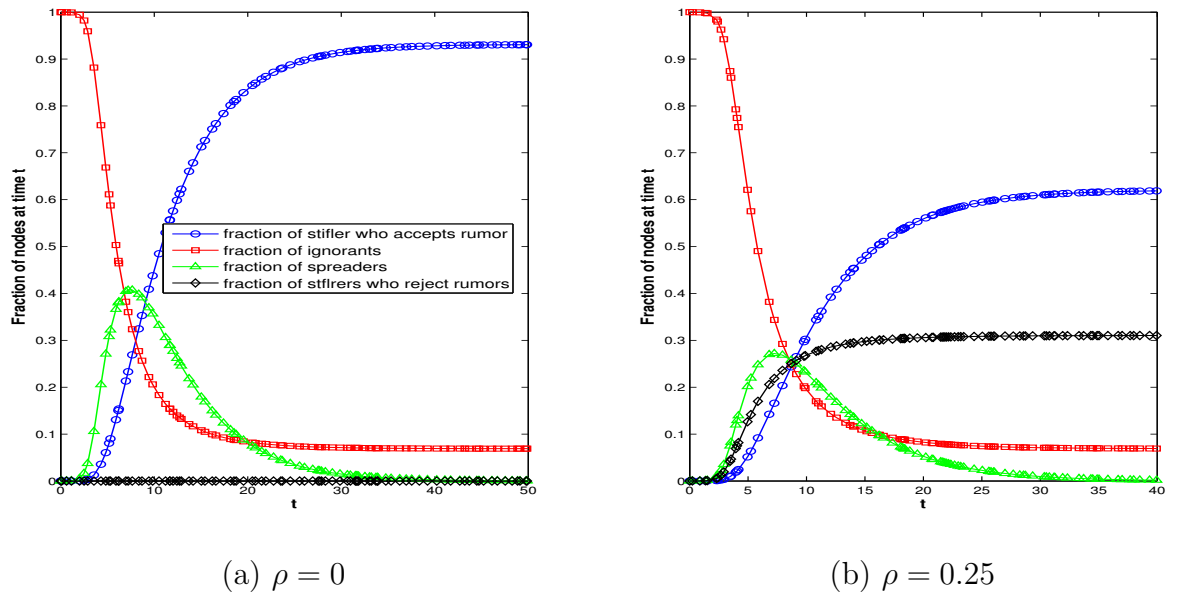 1
0.9
0.8
0.7
0.6
0.5
0.4
0.3
0.2
0.1
0
Fraction of nodes at time t
0 10 20 30 40 50
t
fraction of stifler who accepts rumor
fraction of ignorants
fraction of spreaders
fraction of stflrers who reject rumors
(a) ρ = 0
1
0.9
0.8
0.7
0.6
0.5
0.4
0.3
0.2
0.1
0
Fraction of nodes at time t
0 5 10 15 20 25 30 35 40
t
(b) ρ = 0.25